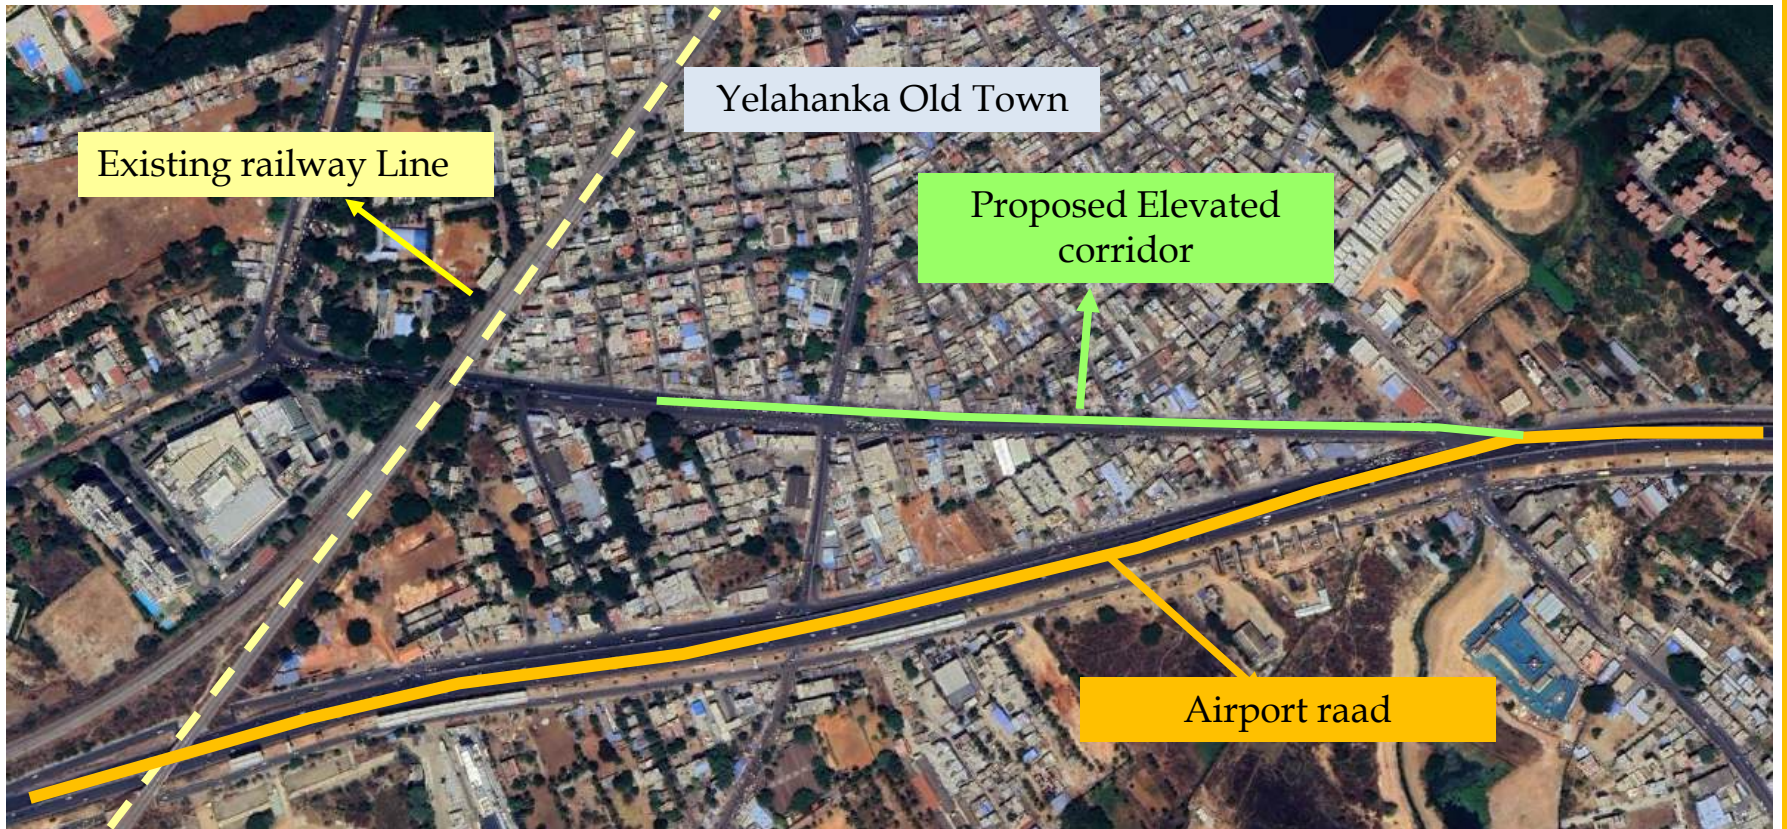 Yelahanka Old Town
Existing railway Line
Proposed Elevated
corridor
Airport raad